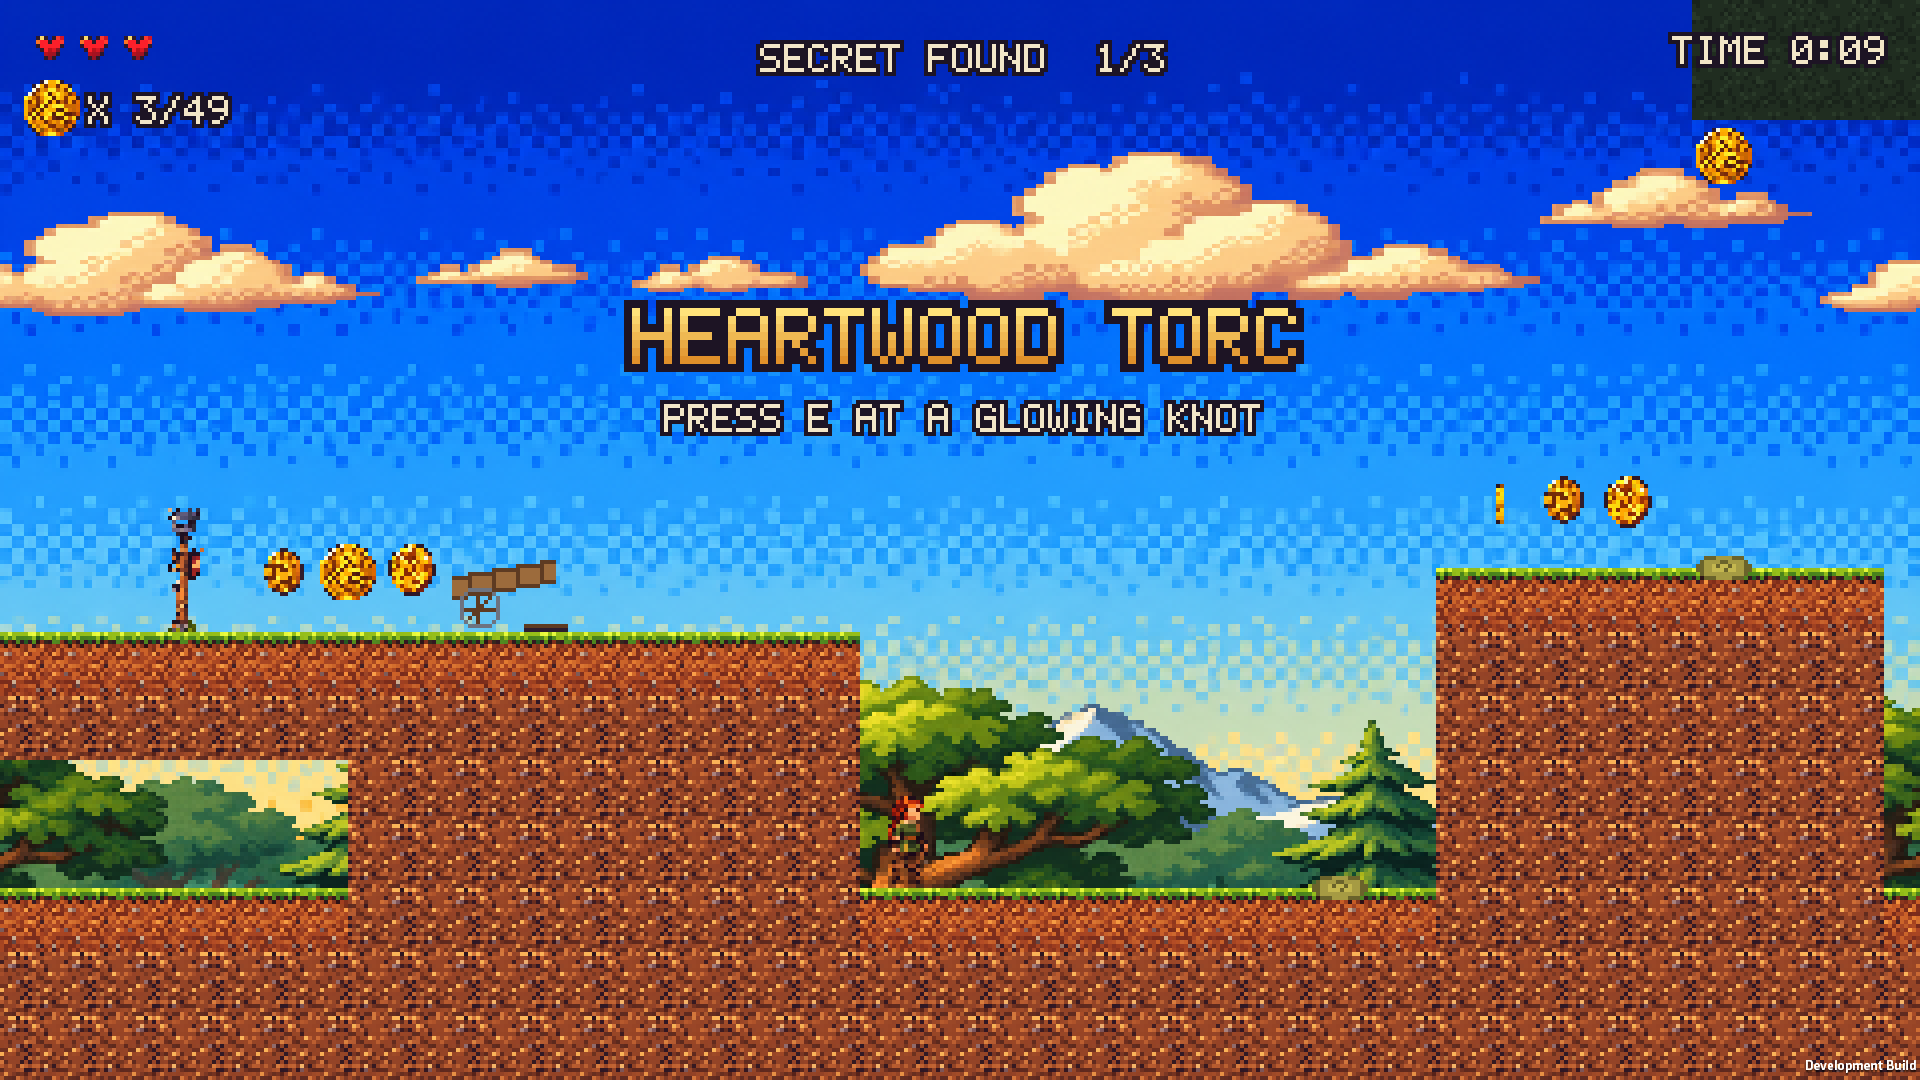 SECRET FOUND 1/3
TIME 0:09
X 3/49
HEARTWOOD TORC
PRESS E AT A GLOWING KNOT
Development Build